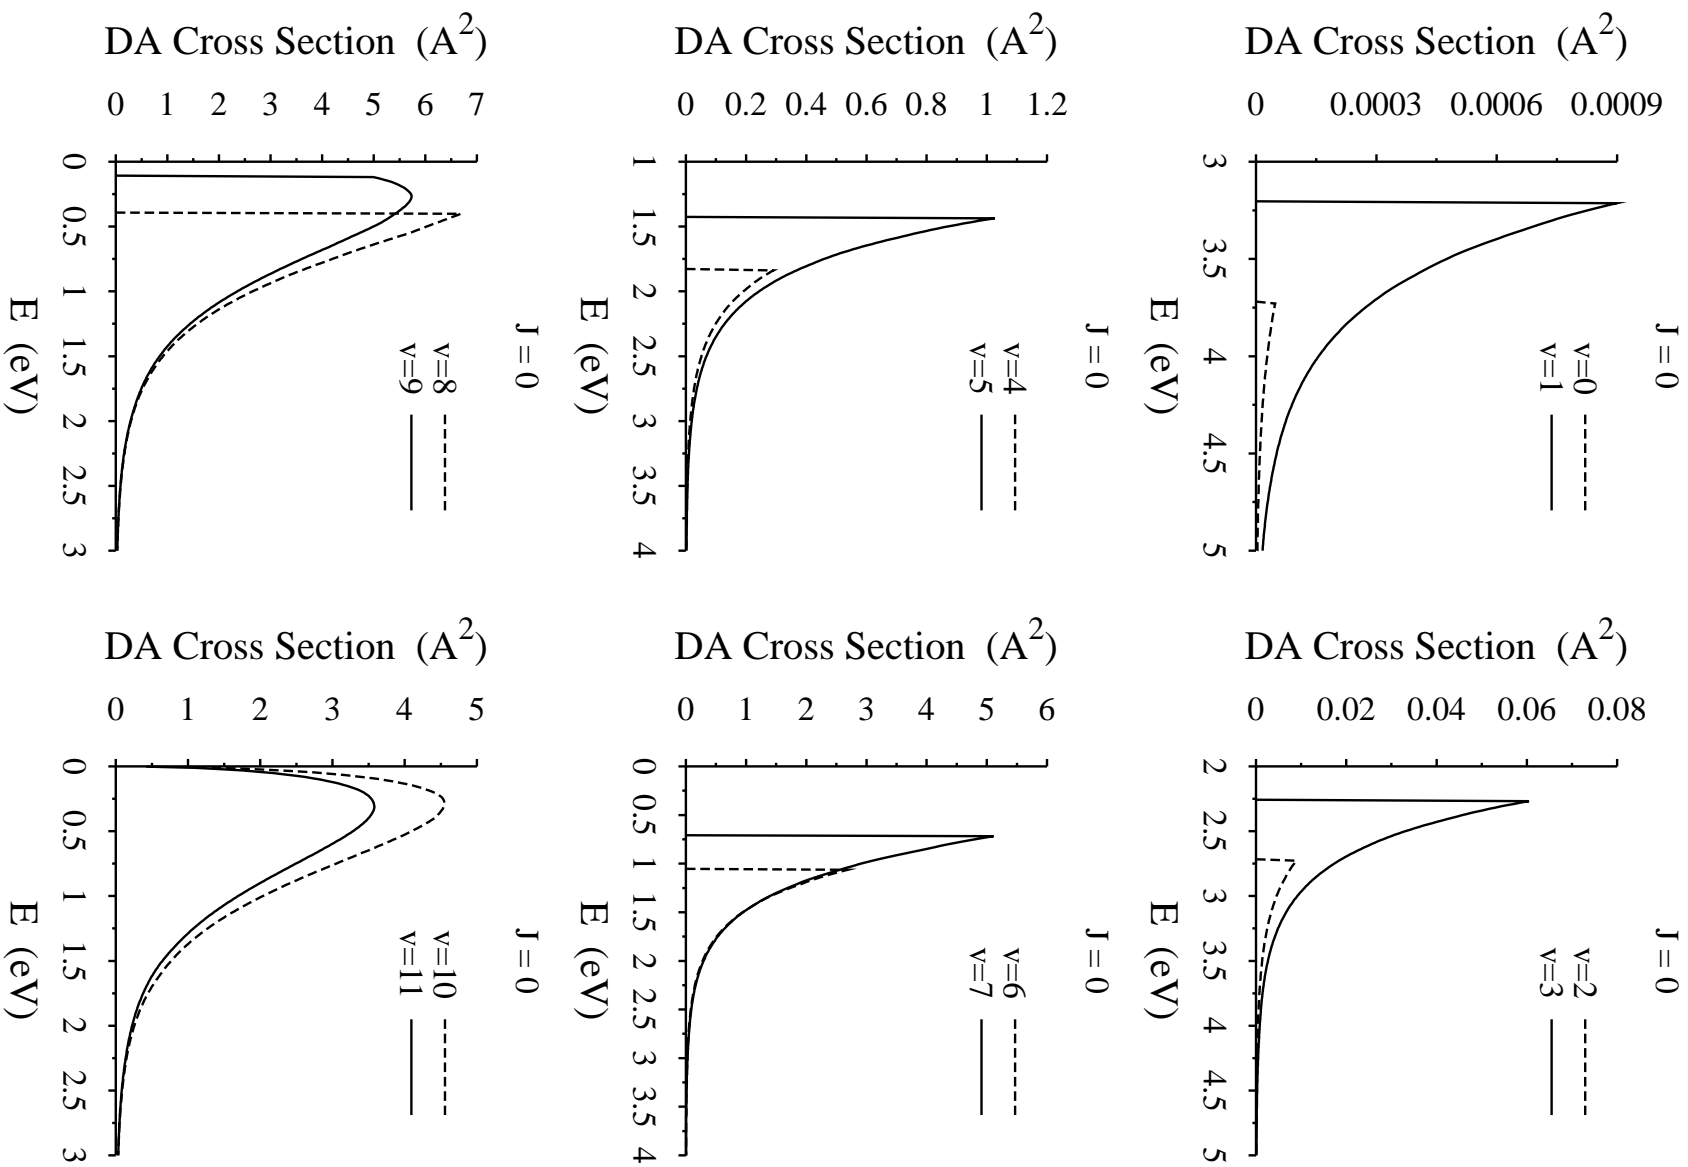 J = 0
v=0
v=1
DA Cross Section (A^2)
0 0.0003 0.0006 0.0009
3 3.5 4 4.5 5
E (eV)
J = 0
v=2
v=3
DA Cross Section (A^2)
0 0.02 0.04 0.06 0.08
2 2.5 3 3.5 4 4.5 5
E (eV)
J = 0
v=4
v=5
DA Cross Section (A^2)
0 0.2 0.4 0.6 0.8 1 1.2
1 1.5 2 2.5 3 3.5 4
E (eV)
J = 0
v=6
v=7
DA Cross Section (A^2)
0 1 2 3 4 5 6
0 0.5 1 1.5 2 2.5 3 3.5 4
E (eV)
J = 0
v=8
v=9
DA Cross Section (A^2)
0 1 2 3 4 5 6 7
0 0.5 1 1.5 2 2.5 3
E (eV)
J = 0
v=10
v=11
DA Cross Section (A^2)
0 1 2 3 4 5
0 0.5 1 1.5 2 2.5 3
E (eV)